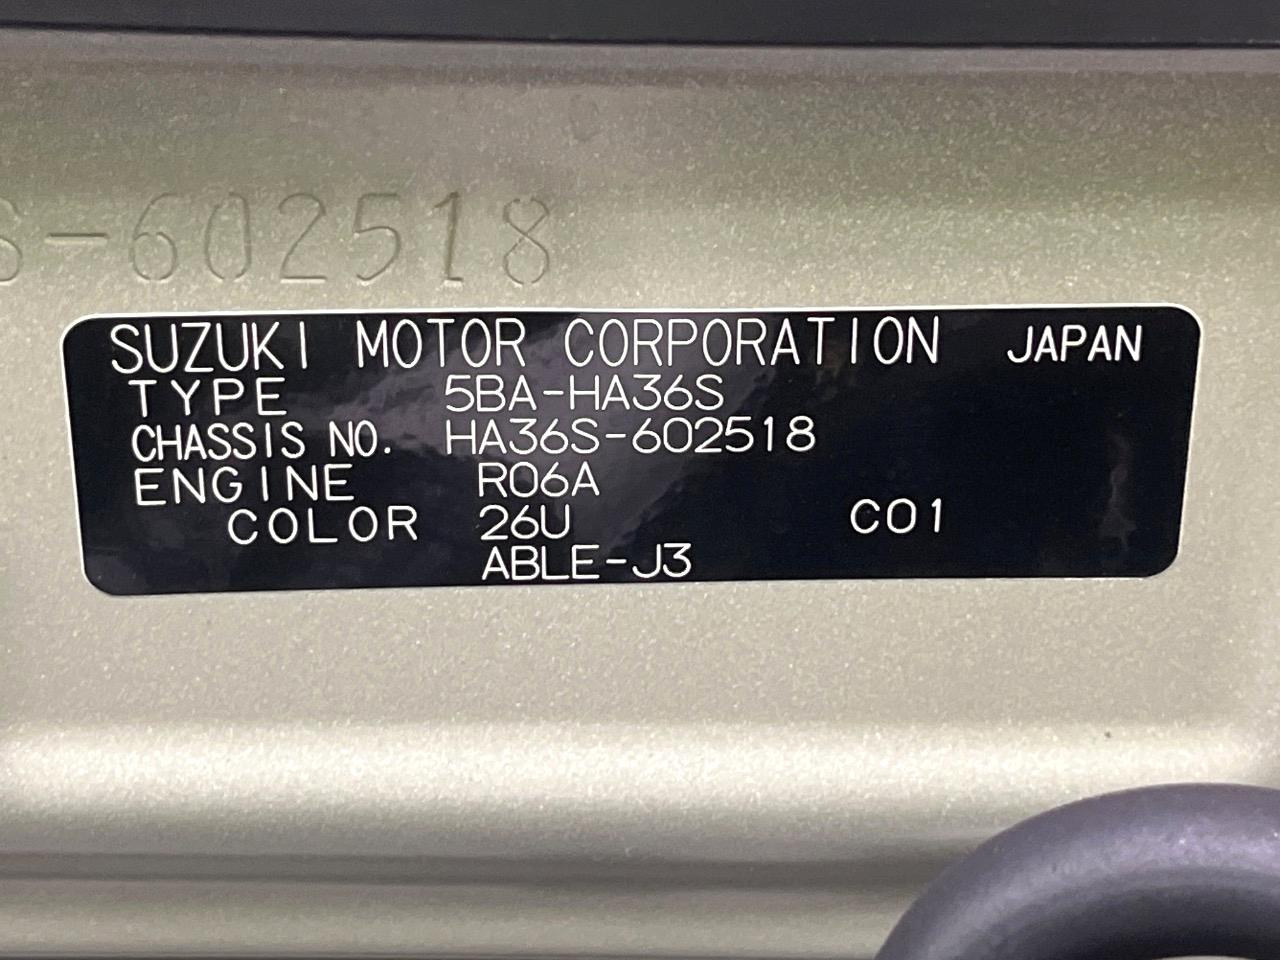 S-602518
SUZUKI MOTOR CORPORATION JAPAN
TYPE 5BA-HA36S
CHASSIS NO. HA36S-602518
ENGINE R06A
COLOR 26U C01
ABLE-J3